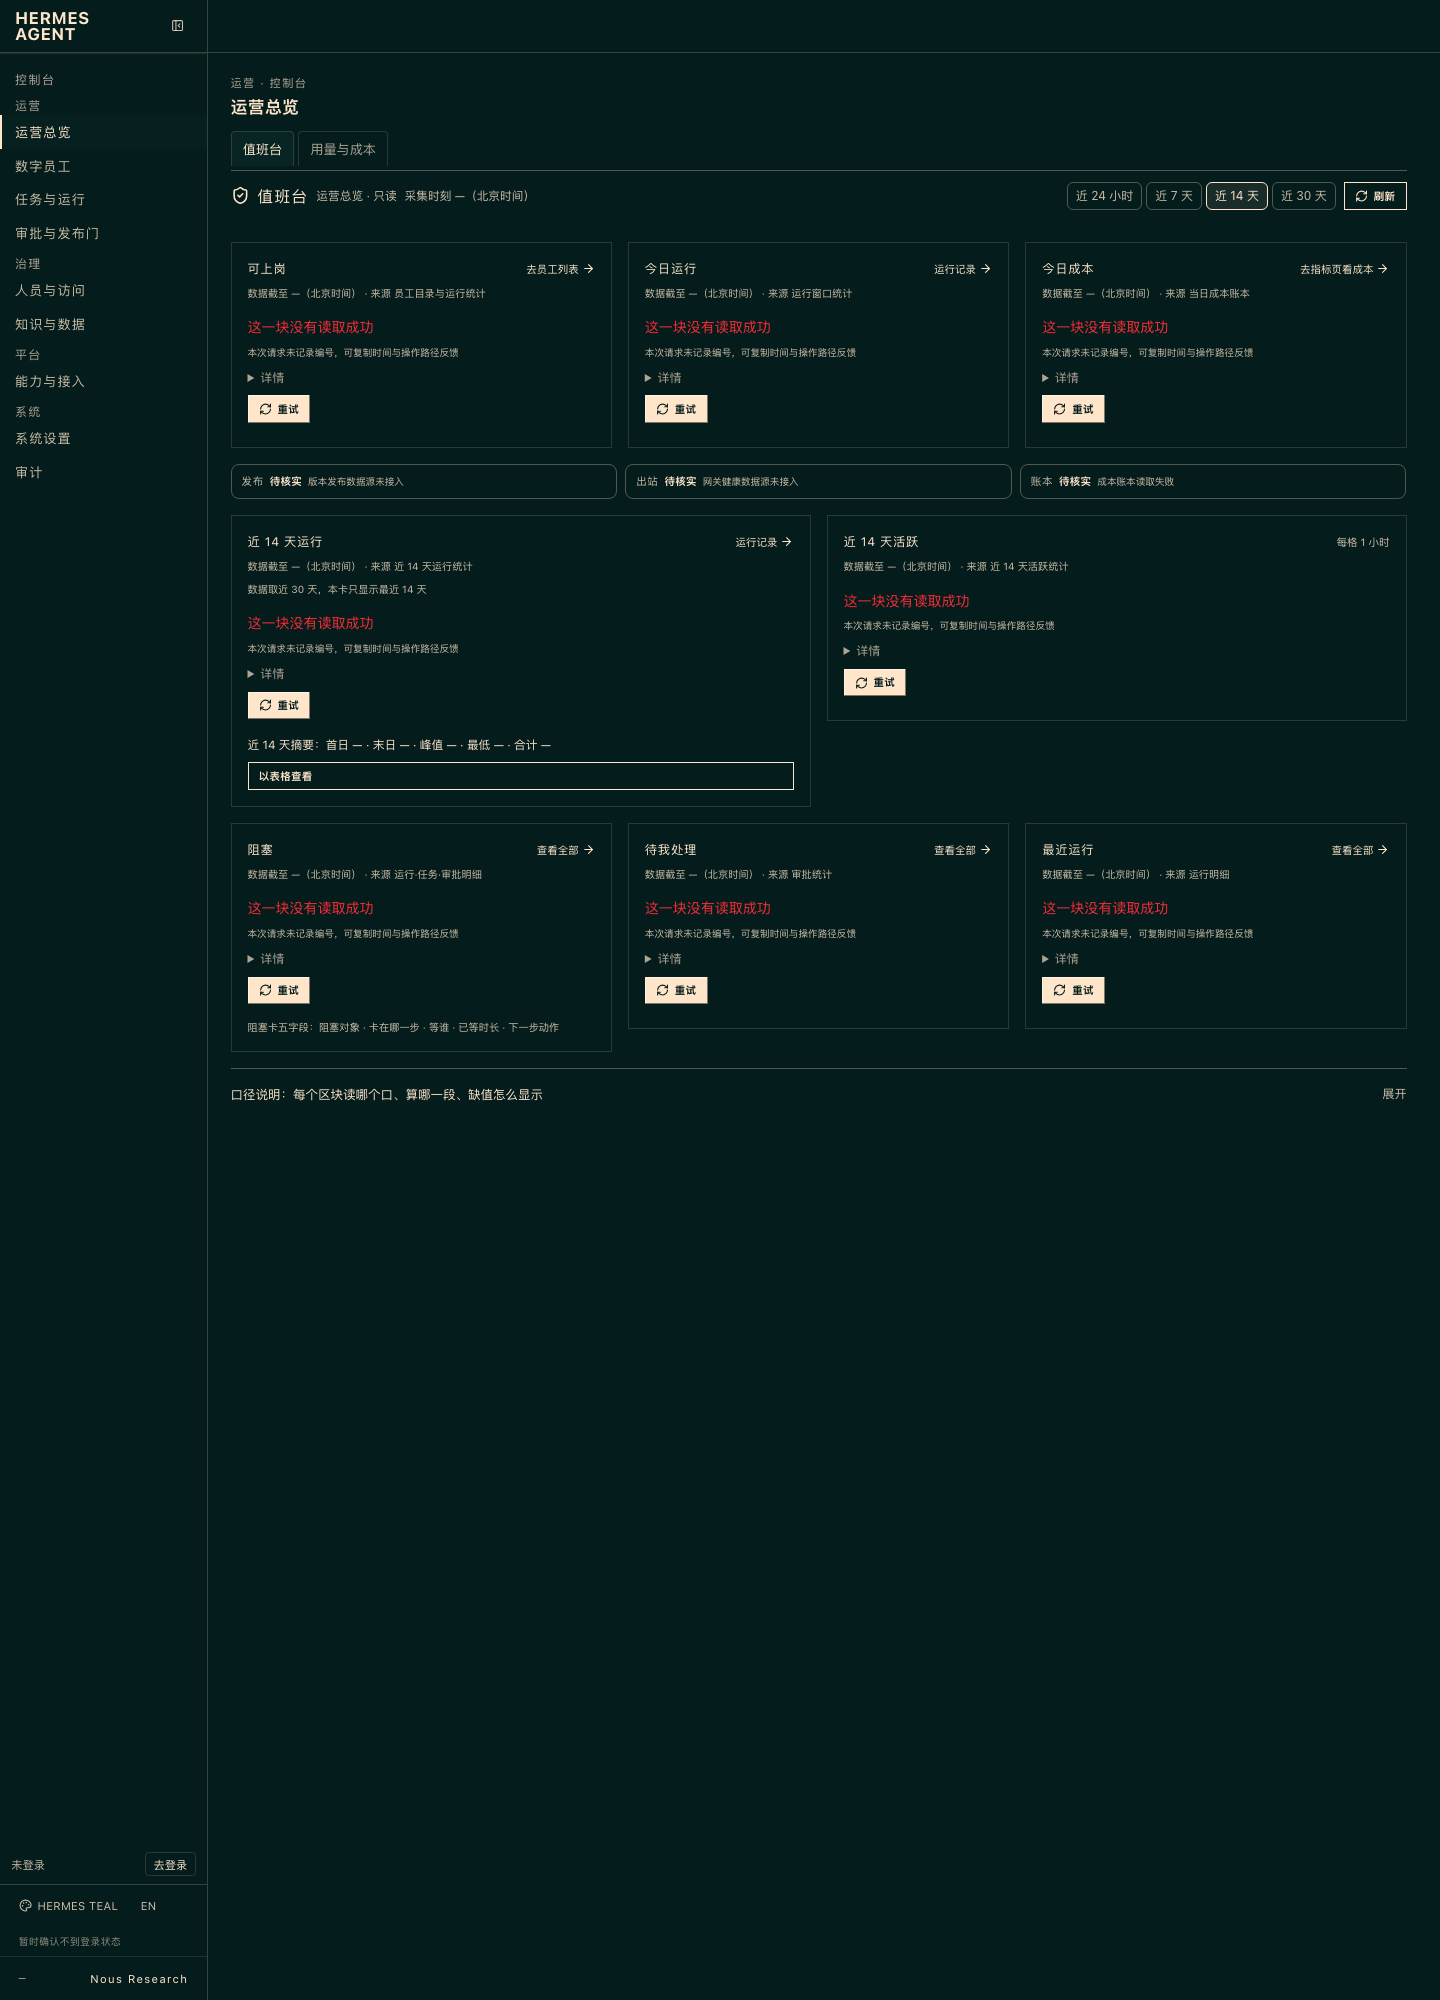 HERMES
AGENT
控制台
运营
运营总览
数字员工
任务与运行
审批与发布门
治理
人员与访问
知识与数据
平台
能力与接入
系统
系统设置
审计
未登录 去登录
HERMES TEAL EN
暂时确认不到登录状态
— Nous Research
运营 · 控制台
运营总览
值班台 用量与成本
值班台 运营总览 · 只读 采集时刻 —（北京时间） 近 24 小时 近 7 天 近 14 天 近 30 天 刷新
可上岗 去员工列表 →
数据截至 —（北京时间） · 来源 员工目录与运行统计
这一块没有读取成功
本次请求未记录编号，可复制时间与操作路径反馈
▶ 详情
重试
今日运行 运行记录 →
数据截至 —（北京时间） · 来源 运行窗口统计
这一块没有读取成功
本次请求未记录编号，可复制时间与操作路径反馈
▶ 详情
重试
今日成本 去指标页看成本 →
数据截至 —（北京时间） · 来源 当日成本账本
这一块没有读取成功
本次请求未记录编号，可复制时间与操作路径反馈
▶ 详情
重试
发布 待核实 版本发布数据源未接入
出站 待核实 网关健康数据源未接入
账本 待核实 成本账本读取失败
近 14 天运行 运行记录 →
数据截至 —（北京时间） · 来源 近 14 天运行统计
数据取近 30 天，本卡只显示最近 14 天
这一块没有读取成功
本次请求未记录编号，可复制时间与操作路径反馈
▶ 详情
重试
近 14 天摘要：首日 — · 末日 — · 峰值 — · 最低 — · 合计 —
以表格查看
近 14 天活跃 每格 1 小时
数据截至 —（北京时间） · 来源 近 14 天活跃统计
这一块没有读取成功
本次请求未记录编号，可复制时间与操作路径反馈
▶ 详情
重试
阻塞 查看全部 →
数据截至 —（北京时间） · 来源 运行·任务·审批明细
这一块没有读取成功
本次请求未记录编号，可复制时间与操作路径反馈
▶ 详情
重试
阻塞卡五字段：阻塞对象 · 卡在哪一步 · 等谁 · 已等时长 · 下一步动作
待我处理 查看全部 →
数据截至 —（北京时间） · 来源 审批统计
这一块没有读取成功
本次请求未记录编号，可复制时间与操作路径反馈
▶ 详情
重试
最近运行 查看全部 →
数据截至 —（北京时间） · 来源 运行明细
这一块没有读取成功
本次请求未记录编号，可复制时间与操作路径反馈
▶ 详情
重试
口径说明：每个区块读哪个口、算哪一段、缺值怎么显示 展开